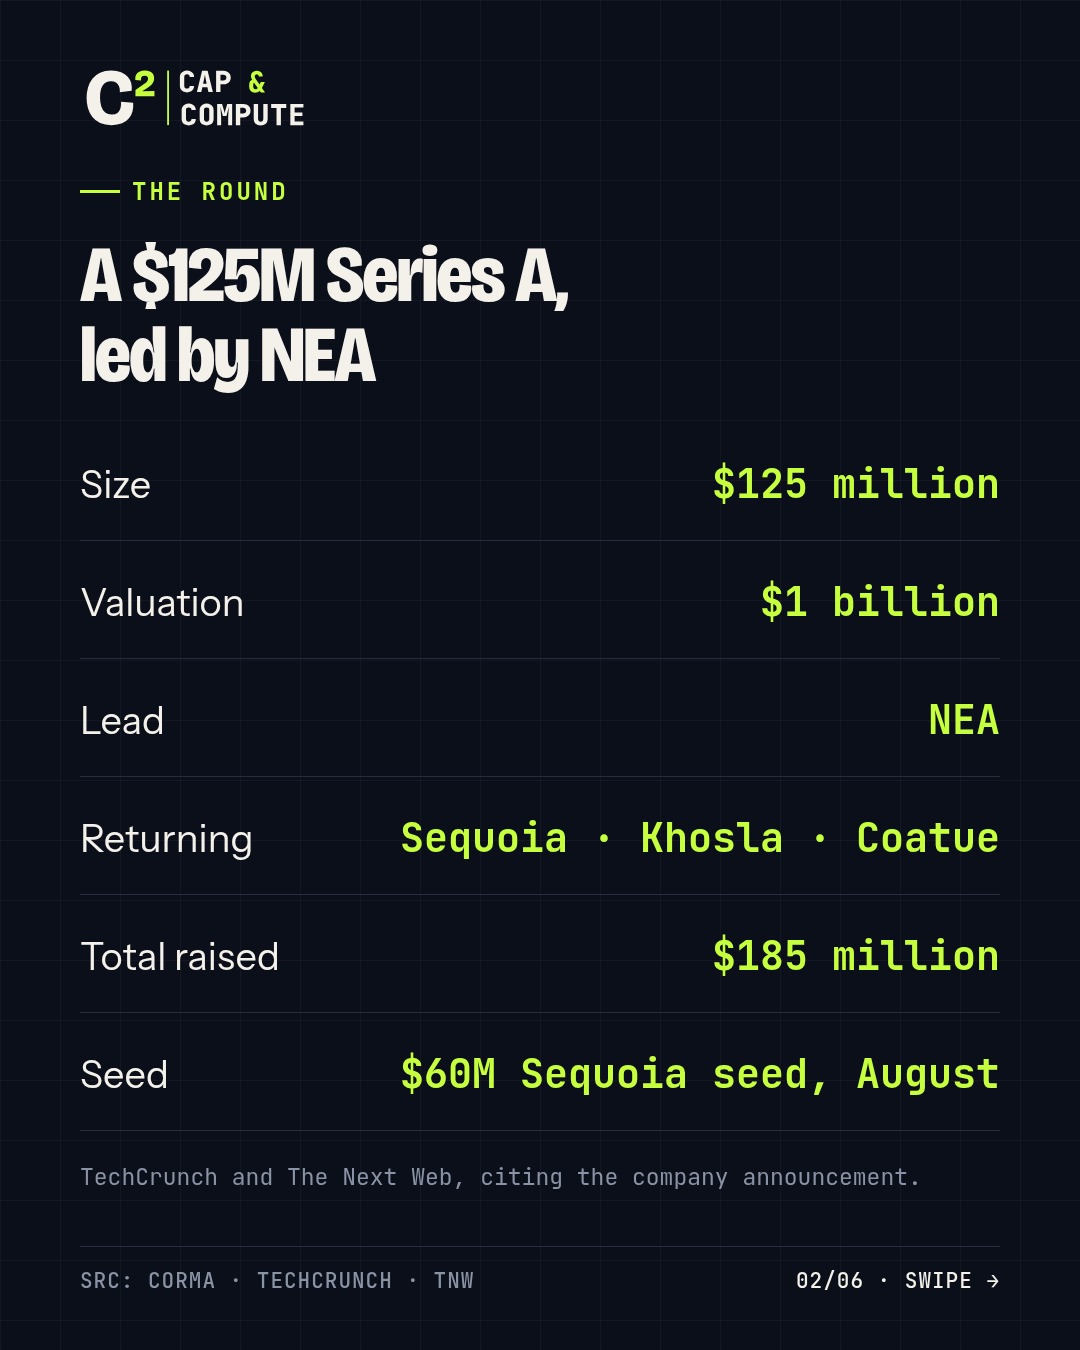 C² CAP &
COMPUTE
THE ROUND
A $125M Series A,
led by NEA
Size $125 million
Valuation $1 billion
Lead NEA
Returning Sequoia · Khosla · Coatue
Total raised $185 million
Seed $60M Sequoia seed, August
TechCrunch and The Next Web, citing the company announcement.
SRC: CORMA · TECHCRUNCH · TNW 02/06 · SWIPE →